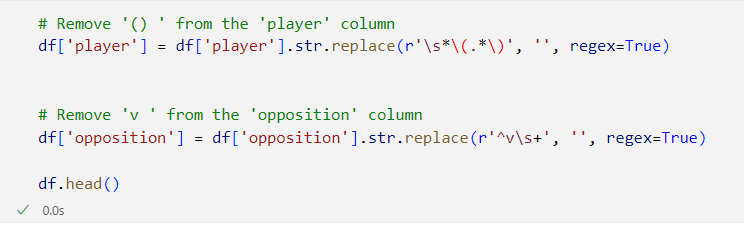 # Remove '() ' from the 'player' column
df['player'] = df['player'].str.replace(r'\s*\(.*\)', '', regex=True)
# Remove 'v ' from the 'opposition' column
df['opposition'] = df['opposition'].str.replace(r'^v\s+', '', regex=True)
df.head()
0.0s